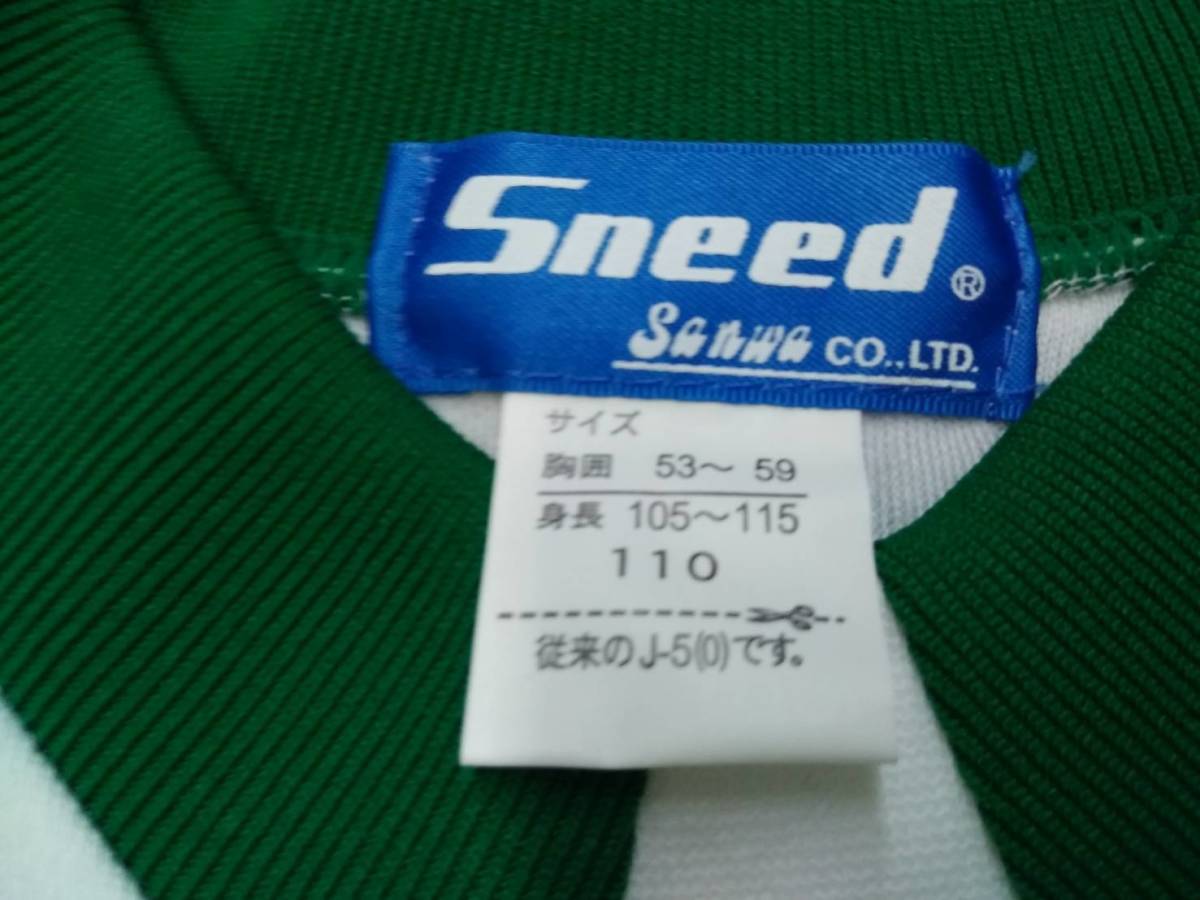 Sneed ®
Sanwa CO.,LTD.
サイズ
胸囲 53〜59
身長 105〜115
110
従来のJ-5(0)です。